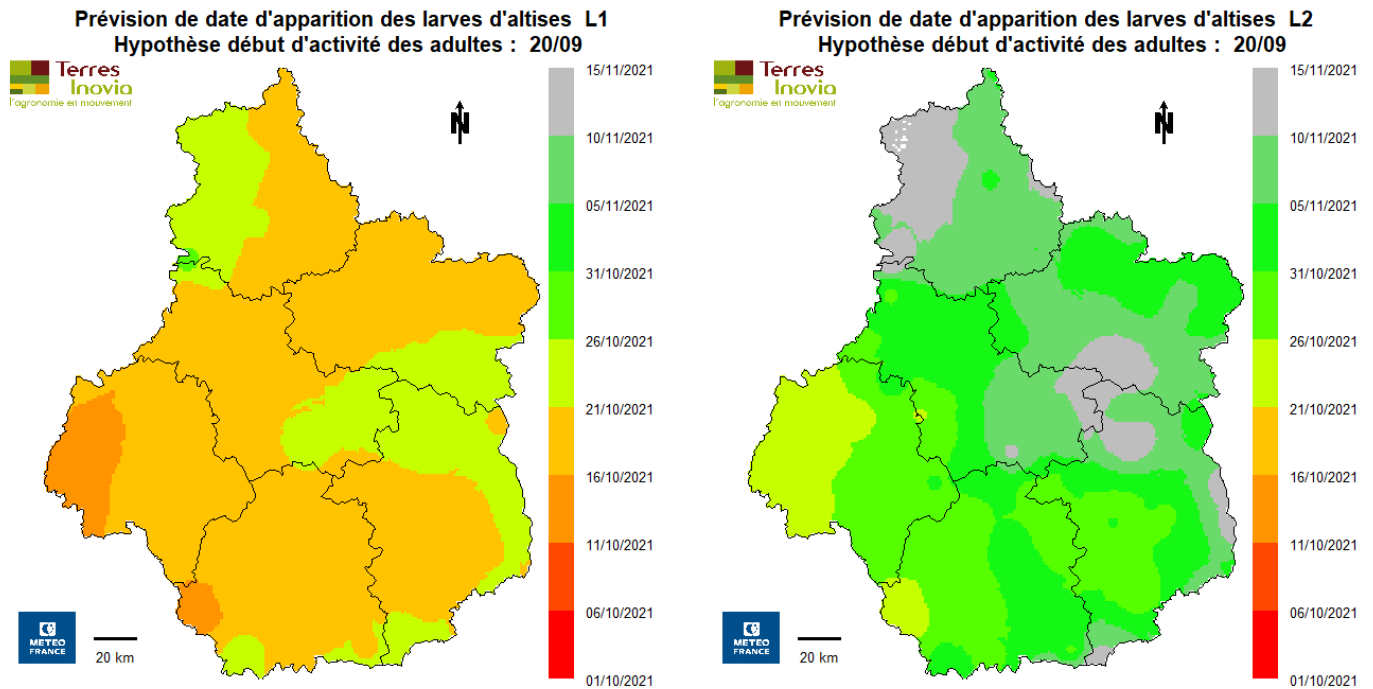 Prévision de date d'apparition des larves d'altises L1
Hypothèse début d'activité des adultes : 20/09
Terres
Inovia
l'agronomie en mouvement
N
15/11/2021
10/11/2021
05/11/2021
31/10/2021
26/10/2021
21/10/2021
16/10/2021
11/10/2021
06/10/2021
01/10/2021
METEO
FRANCE
20 km
Prévision de date d'apparition des larves d'altises L2
Hypothèse début d'activité des adultes : 20/09
Terres
Inovia
l'agronomie en mouvement
N
15/11/2021
10/11/2021
05/11/2021
31/10/2021
26/10/2021
21/10/2021
16/10/2021
11/10/2021
06/10/2021
01/10/2021
METEO
FRANCE
20 km